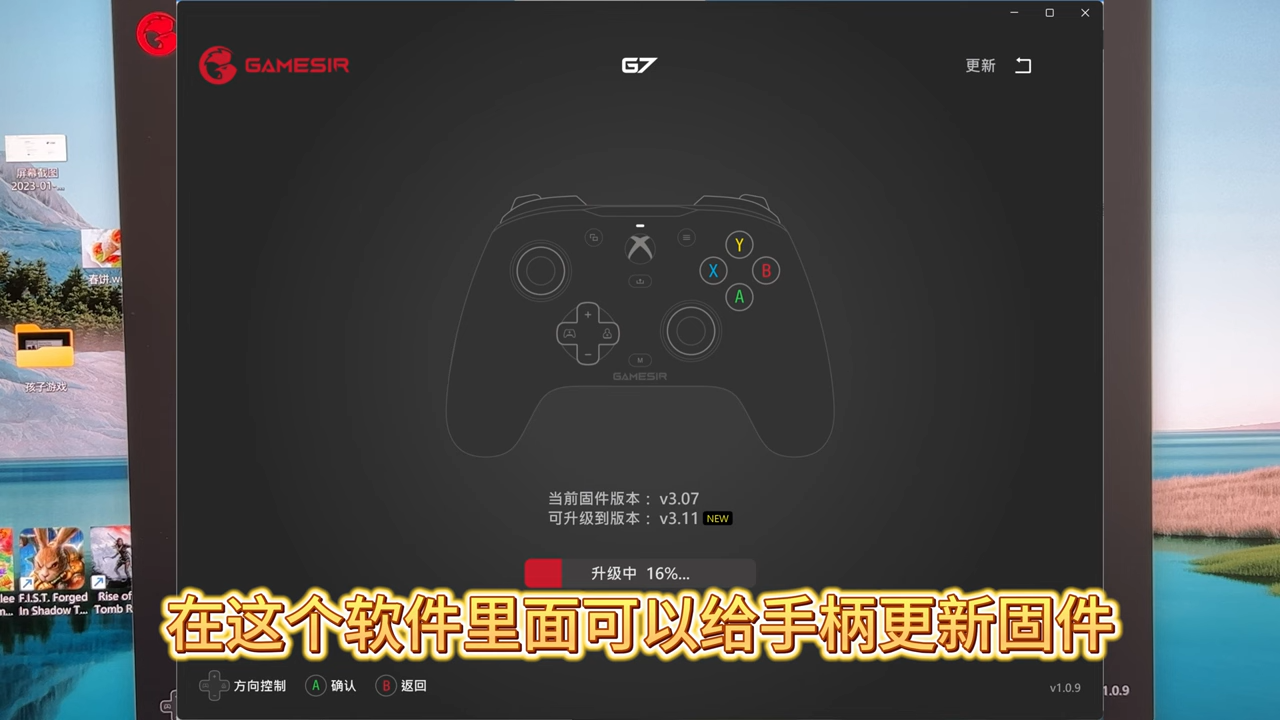 GAMESIR
G7
更新
屏幕截图
2023-01-...
春饼.w
孩子游戏
Y
X
B
A
M
GAMESIR
当前固件版本： v3.07
可升级到版本： v3.11 NEW
升级中 16%...
F.I.S.T. Forged
In Shadow T...
Rise of
Tomb R
在这个软件里面可以给手柄更新固件
方向控制
A 确认
B 返回
v1.0.9
1.0.9